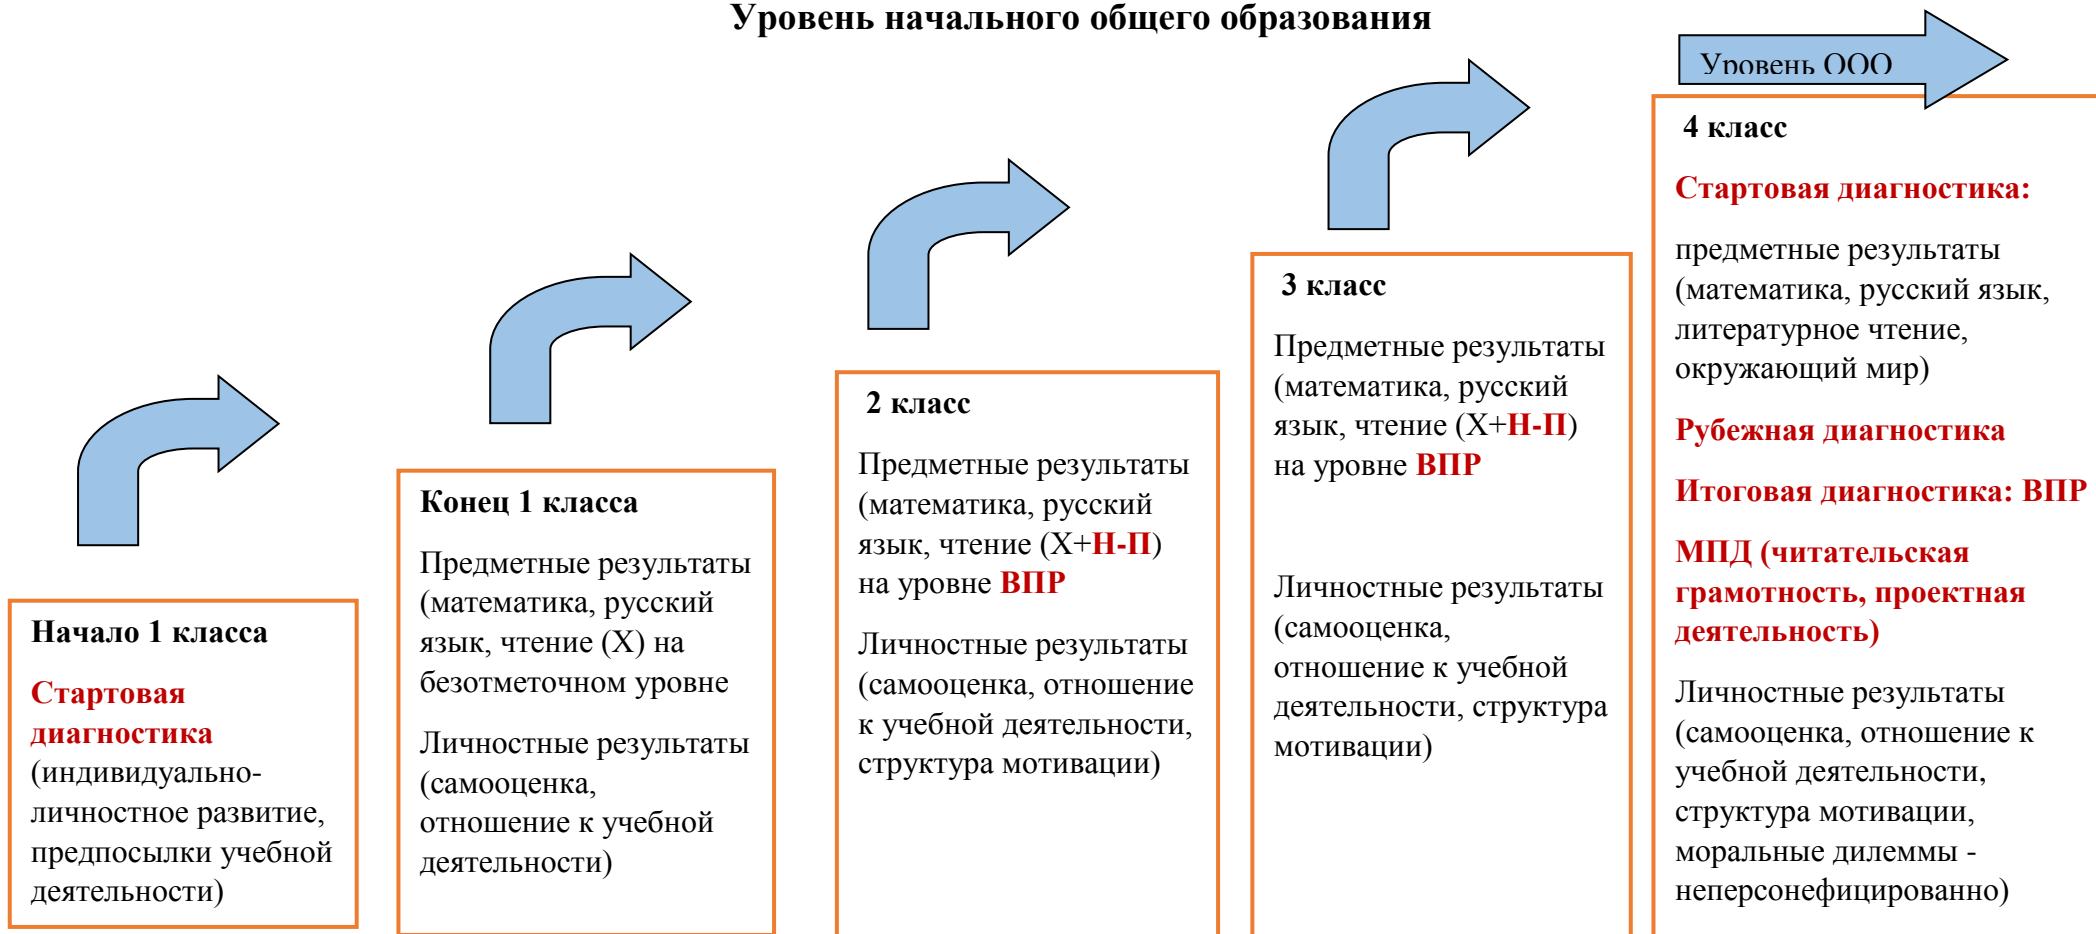 Уровень начального общего образования
Уровень ООО
Начало 1 класса
Стартовая
диагностика
(индивидуально-
личностное развитие,
предпосылки учебной
деятельности)
Конец 1 класса
Предметные результаты
(математика, русский
язык, чтение (Х) на
безотметочном уровне
Личностные результаты
(самооценка,
отношение к учебной
деятельности)
2 класс
Предметные результаты
(математика, русский
язык, чтение (Х+Н-П)
на уровне ВПР
Личностные результаты
(самооценка, отношение
к учебной деятельности,
структура мотивации)
3 класс
Предметные результаты
(математика, русский
язык, чтение (Х+Н-П)
на уровне ВПР
Личностные результаты
(самооценка,
отношение к учебной
деятельности, структура
мотивации)
4 класс
Стартовая диагностика:
предметные результаты
(математика, русский язык,
литературное чтение,
окружающий мир)
Рубежная диагностика
Итоговая диагностика: ВПР
МПД (читательская
грамотность, проектная
деятельность)
Личностные результаты
(самооценка, отношение к
учебной деятельности,
структура мотивации,
моральные дилеммы -
неперсонефицированно)